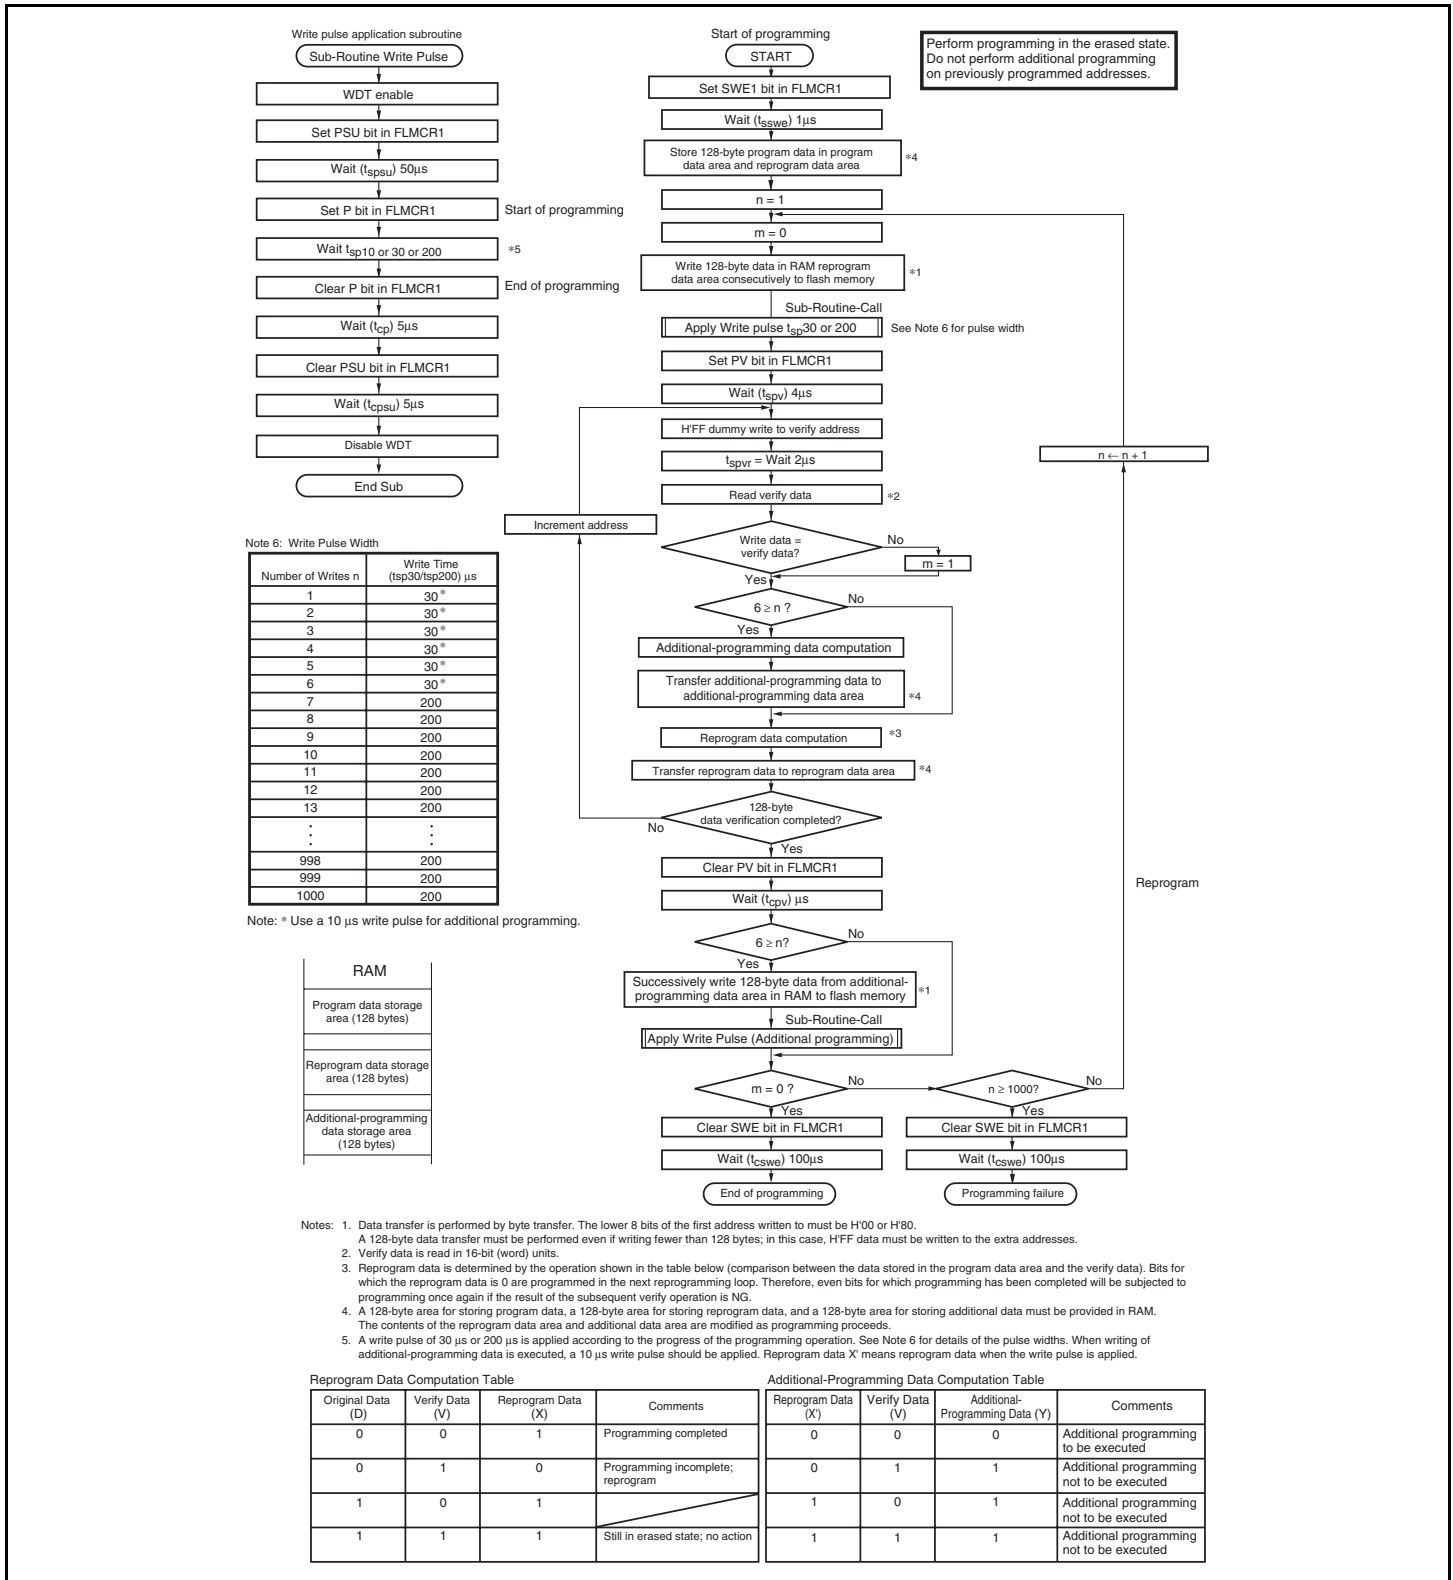 Write pulse application subroutine
Sub-Routine Write Pulse
WDT enable
Set PSU bit in FLMCR1
Wait (tspsu) 50µs
Set P bit in FLMCR1
Start of programming
Wait tsp10 or 30 or 200
*5
Clear P bit in FLMCR1
End of programming
Wait (tcp) 5µs
Clear PSU bit in FLMCR1
Wait (tcpsu) 5µs
Disable WDT
End Sub
Start of programming
START
Perform programming in the erased state.
Do not perform additional programming
on previously programmed addresses.
Set SWE1 bit in FLMCR1
Wait (tsswe) 1µs
Store 128-byte program data in program
data area and reprogram data area
*4
n = 1
m = 0
Write 128-byte data in RAM reprogram
data area consecutively to flash memory
*1
Sub-Routine-Call
Apply Write pulse tsp30 or 200
See Note 6 for pulse width
Set PV bit in FLMCR1
Wait (tspv) 4µs
H'FF dummy write to verify address
tspvr = Wait 2µs
n ← n + 1
Read verify data
*2
Increment address
Write data =
verify data?
No
m = 1
Yes
6 ≥ n ?
No
Yes
Additional-programming data computation
Transfer additional-programming data to
additional-programming data area
*4
Reprogram data computation
*3
Transfer reprogram data to reprogram data area
*4
128-byte
data verification completed?
No
Yes
Clear PV bit in FLMCR1
Reprogram
Wait (tcpv) µs
6 ≥ n?
No
Yes
Successively write 128-byte data from additional-
programming data area in RAM to flash memory
*1
Sub-Routine-Call
Apply Write Pulse (Additional programming)
m = 0 ?
No
n ≥ 1000?
No
Yes
Yes
Clear SWE bit in FLMCR1
Clear SWE bit in FLMCR1
Wait (tcswe) 100µs
Wait (tcswe) 100µs
End of programming
Programming failure
Note 6: Write Pulse Width
Number of Writes n
Write Time
(tsp30/tsp200) µs
1 30*
2 30*
3 30*
4 30*
5 30*
6 30*
7 200
8 200
9 200
10 200
11 200
12 200
13 200
998 200
999 200
1000 200
Note: * Use a 10 µs write pulse for additional programming.
RAM
Program data storage
area (128 bytes)
Reprogram data storage
area (128 bytes)
Additional-programming
data storage area
(128 bytes)
Notes: 1. Data transfer is performed by byte transfer. The lower 8 bits of the first address written to must be H'00 or H'80.
A 128-byte data transfer must be performed even if writing fewer than 128 bytes; in this case, H'FF data must be written to the extra addresses.
2. Verify data is read in 16-bit (word) units.
3. Reprogram data is determined by the operation shown in the table below (comparison between the data stored in the program data area and the verify data). Bits for
which the reprogram data is 0 are programmed in the next reprogramming loop. Therefore, even bits for which programming has been completed will be subjected to
programming once again if the result of the subsequent verify operation is NG.
4. A 128-byte area for storing program data, a 128-byte area for storing reprogram data, and a 128-byte area for storing additional data must be provided in RAM.
The contents of the reprogram data area and additional data area are modified as programming proceeds.
5. A write pulse of 30 µs or 200 µs is applied according to the progress of the programming operation. See Note 6 for details of the pulse widths. When writing of
additional-programming data is executed, a 10 µs write pulse should be applied. Reprogram data X' means reprogram data when the write pulse is applied.
Reprogram Data Computation Table
Original Data
(D)
Verify Data
(V)
Reprogram Data
(X)
Comments
0 0 1 Programming completed
0 1 0 Programming incomplete;
reprogram
1 0 1
1 1 1 Still in erased state; no action
Additional-Programming Data Computation Table
Reprogram Data
(X')
Verify Data
(V)
Additional-
Programming Data (Y)
Comments
0 0 0 Additional programming
to be executed
0 1 1 Additional programming
not to be executed
1 0 1 Additional programming
not to be executed
1 1 1 Additional programming
not to be executed